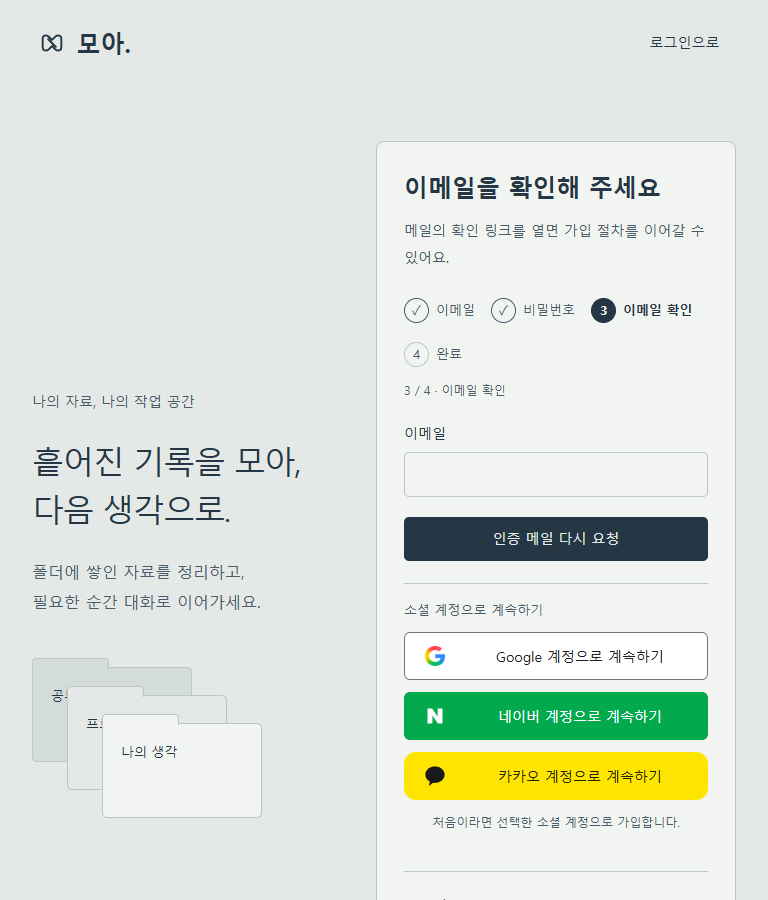 모아.
로그인으로
나의 자료, 나의 작업 공간
흩어진 기록을 모아,
다음 생각으로.
폴더에 쌓인 자료를 정리하고,
필요한 순간 대화로 이어가세요.
나의 생각
이메일을 확인해 주세요
메일의 확인 링크를 열면 가입 절차를 이어갈 수
있어요.
✓ 이메일 ✓ 비밀번호 3 이메일 확인
4 완료
3 / 4 · 이메일 확인
이메일
인증 메일 다시 요청
소셜 계정으로 계속하기
Google 계정으로 계속하기
네이버 계정으로 계속하기
카카오 계정으로 계속하기
처음이라면 선택한 소셜 계정으로 가입합니다.